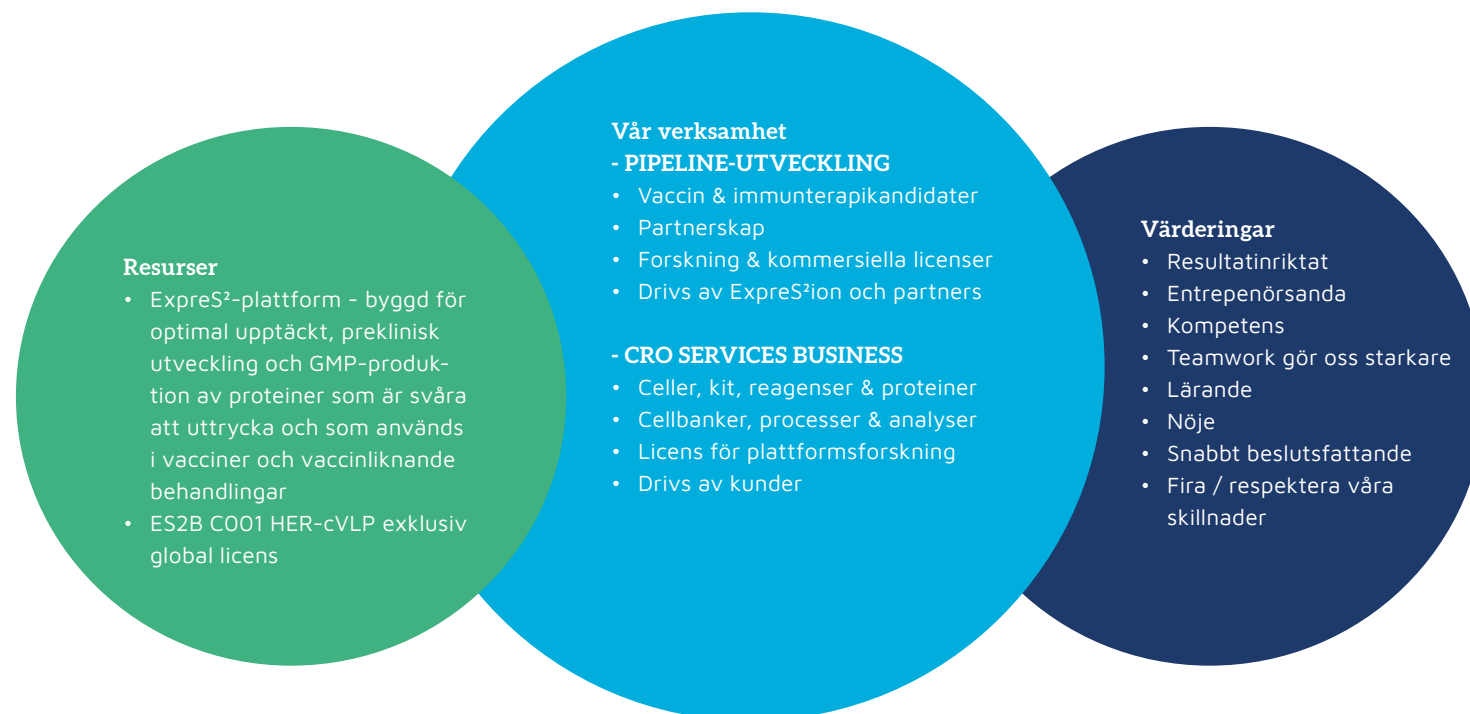 Resurser
• ExpreS²-plattform - byggd för
optimal upptäckt, preklinisk
utveckling och GMP-produk-
tion av proteiner som är svåra
att uttrycka och som används
i vacciner och vaccinliknande
behandlingar
• ES2B C001 HER-cVLP exklusiv
global licens
Vår verksamhet
- PIPELINE-UTVECKLING
• Vaccin & immunterapikandidater
• Partnerskap
• Forskning & kommersiella licenser
• Drivs av ExpreS²ion och partners
- CRO SERVICES BUSINESS
• Celler, kit, reagenser & proteiner
• Cellbanker, processer & analyser
• Licens för plattformsforskning
• Drivs av kunder
Värderingar
• Resultatinriktat
• Entrepenörsanda
• Kompetens
• Teamwork gör oss starkare
• Lärande
• Nöje
• Snabbt beslutsfattande
• Fira / respektera våra
skillnader